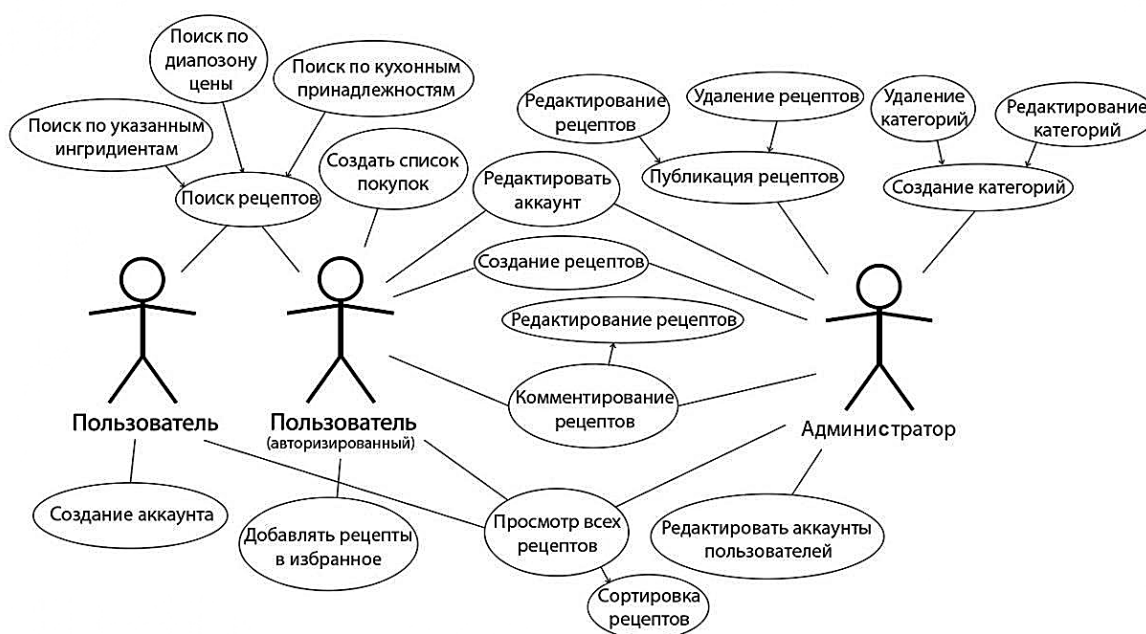 Поиск по
диапозону
цены
Поиск по кухонным
принадлежностям
Поиск по указанным
ингридиентам
Поиск рецептов
Создать список
покупок
Редактировать
аккаунт
Редактирование
рецептов
Удаление рецептов
Публикация рецептов
Удаление
категорий
Редактирование
категорий
Создание категорий
Создание рецептов
Редактирование рецептов
Комментирование
рецептов
Пользователь
Пользователь
(авторизированный)
Администратор
Создание аккаунта
Добавлять рецепты
в избранное
Просмотр всех
рецептов
Редактировать аккаунты
пользователей
Сортировка
рецептов